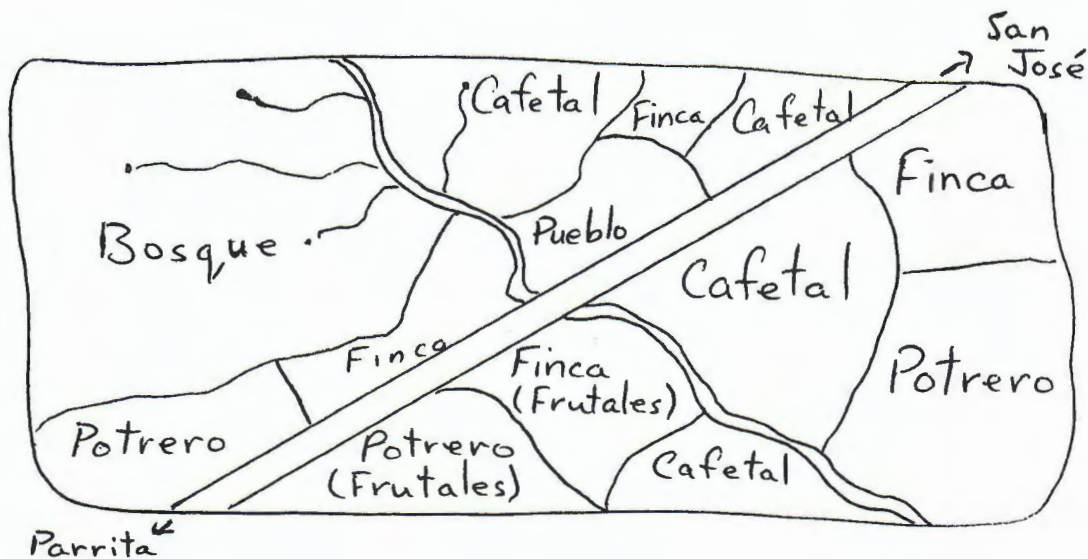 San
José
Cafetal
Finca
Cafetal
Finca
Pueblo
Bosque
Cafetal
Finca
Finca
(Frutales)
Potrero
Potrero
Potrero
(Frutales)
Cafetal
Parrita